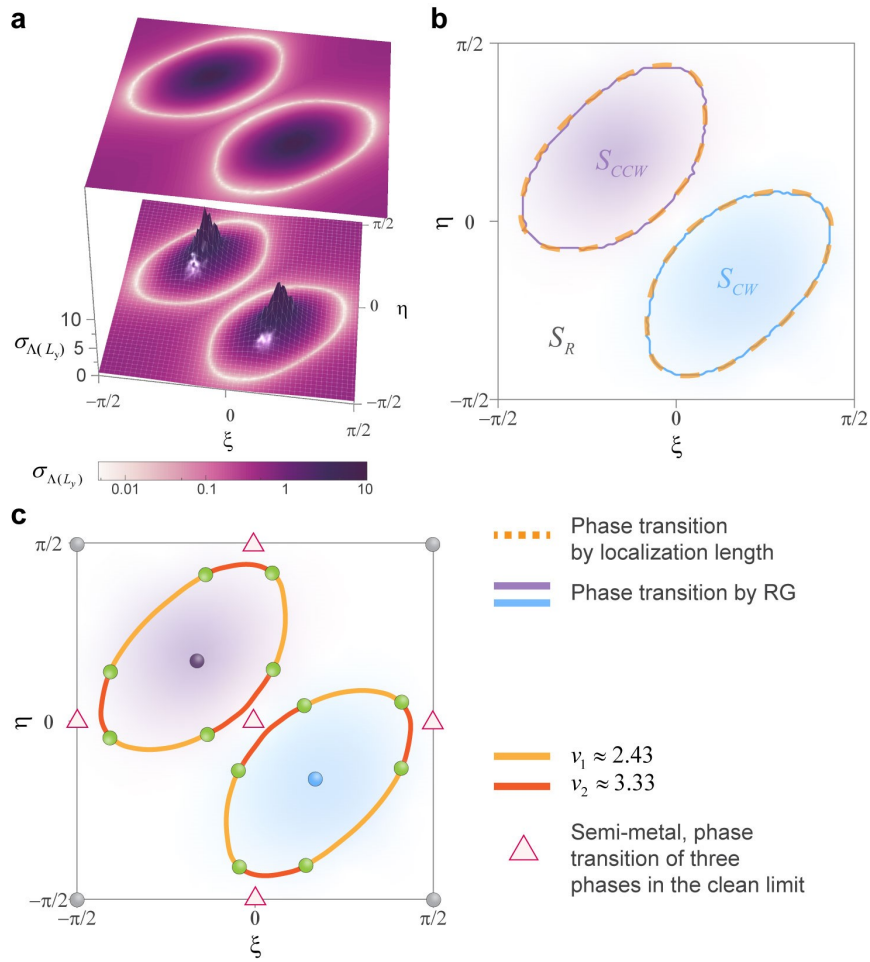 a
π/2
0
η
10
5
0
σ_Λ(L_y)
−π/2
−π/2
0
π/2
ξ
σ_Λ(L_y)
0.01
0.1
1
10
b
π/2
S_CCW
η
0
S_CW
S_R
−π/2
−π/2
0
π/2
ξ
c
π/2
η
0
−π/2
−π/2
0
π/2
ξ
Phase transition
by localization length
Phase transition by RG
ν₁ ≈ 2.43
ν₂ ≈ 3.33
Semi-metal, phase
transition of three
phases in the clean limit